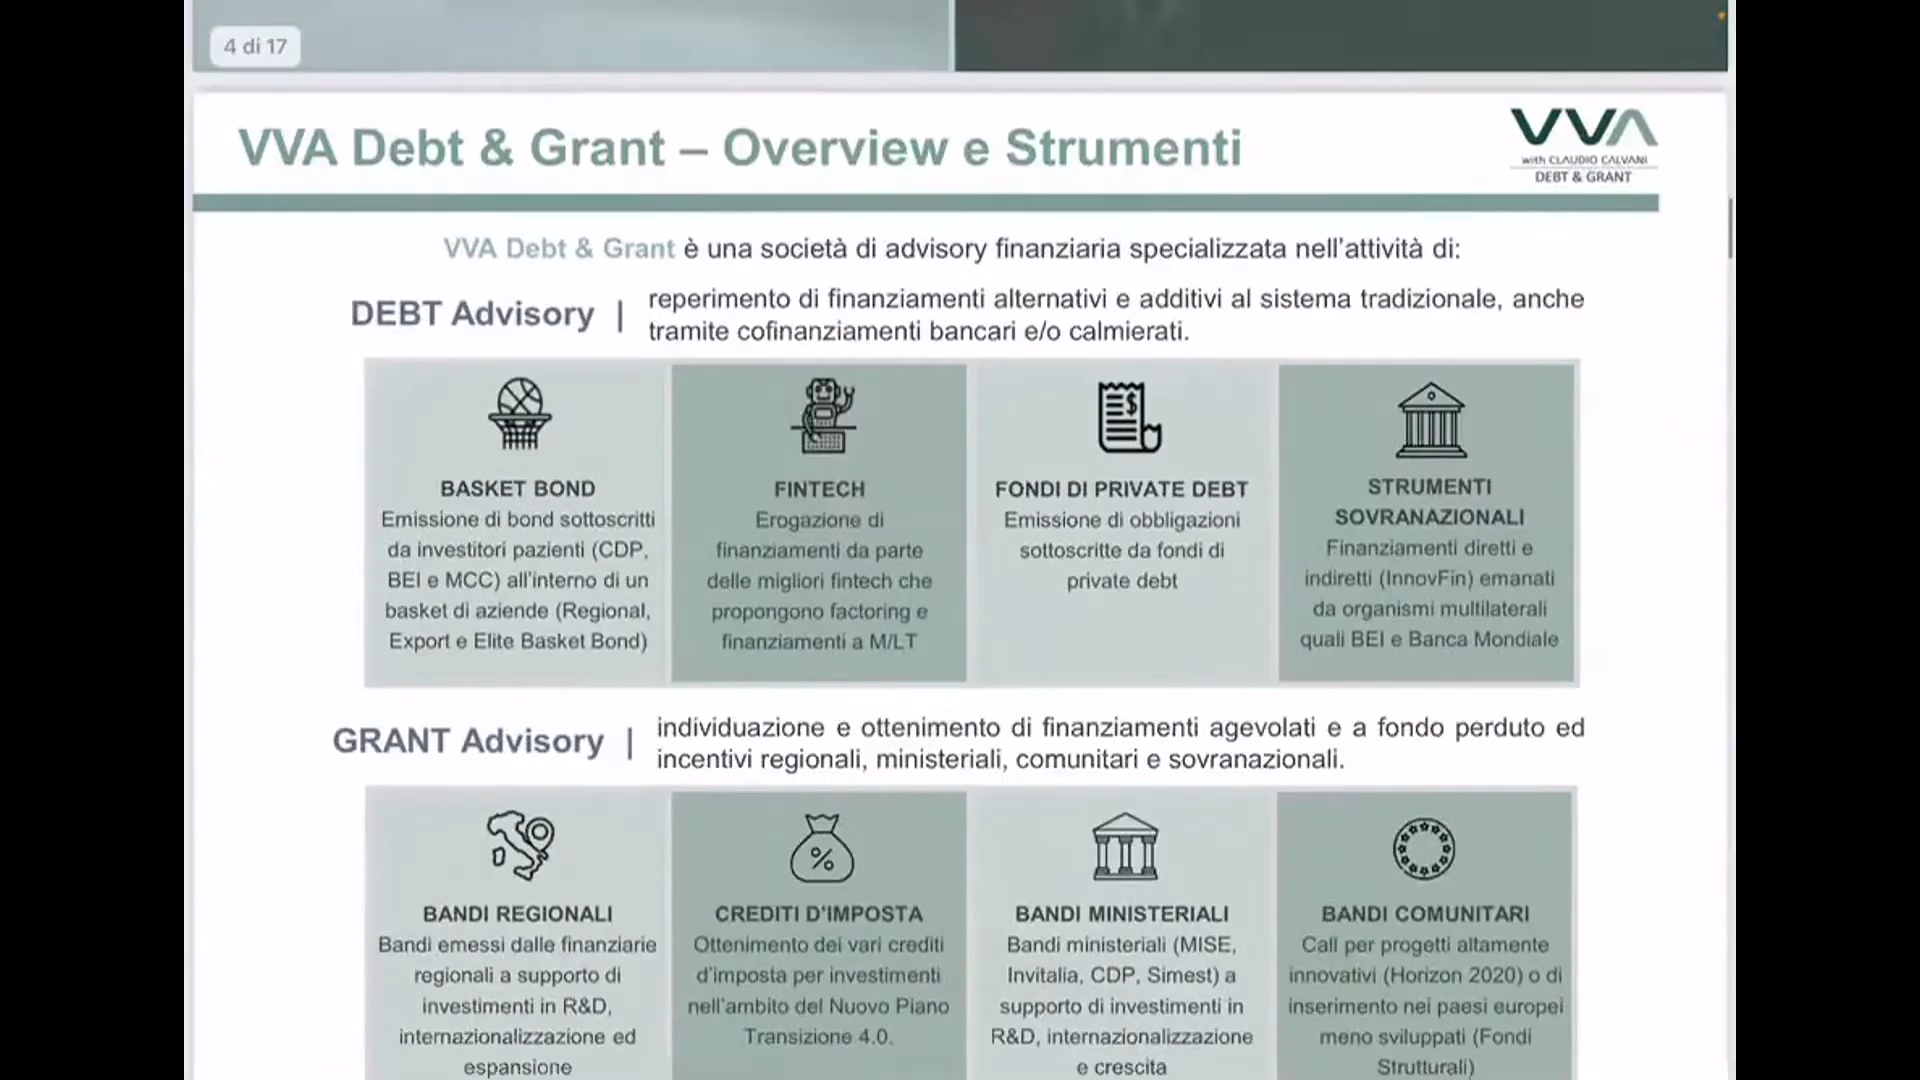 4 di 17
VVA Debt & Grant – Overview e Strumenti
VVA
with CLAUDIO CALVANI
DEBT & GRANT
VVA Debt & Grant è una società di advisory finanziaria specializzata nell'attività di:
DEBT Advisory |
reperimento di finanziamenti alternativi e additivi al sistema tradizionale, anche
tramite cofinanziamenti bancari e/o calmierati.
BASKET BOND
Emissione di bond sottoscritti
da investitori pazienti (CDP,
BEI e MCC) all'interno di un
basket di aziende (Regional,
Export e Elite Basket Bond)
FINTECH
Erogazione di
finanziamenti da parte
delle migliori fintech che
propongono factoring e
finanziamenti a M/LT
FONDI DI PRIVATE DEBT
Emissione di obbligazioni
sottoscritte da fondi di
private debt
STRUMENTI
SOVRANAZIONALI
Finanziamenti diretti e
indiretti (InnovFin) emanati
da organismi multilaterali
quali BEI e Banca Mondiale
GRANT Advisory |
individuazione e ottenimento di finanziamenti agevolati e a fondo perduto ed
incentivi regionali, ministeriali, comunitari e sovranazionali.
BANDI REGIONALI
Bandi emessi dalle finanziarie
regionali a supporto di
investimenti in R&D,
internazionalizzazione ed
espansione
CREDITI D'IMPOSTA
Ottenimento dei vari crediti
d'imposta per investimenti
nell'ambito del Nuovo Piano
Transizione 4.0.
BANDI MINISTERIALI
Bandi ministeriali (MISE,
Invitalia, CDP, Simest) a
supporto di investimenti in
R&D, internazionalizzazione
e crescita
BANDI COMUNITARI
Call per progetti altamente
innovativi (Horizon 2020) o di
inserimento nei paesi europei
meno sviluppati (Fondi
Strutturali)